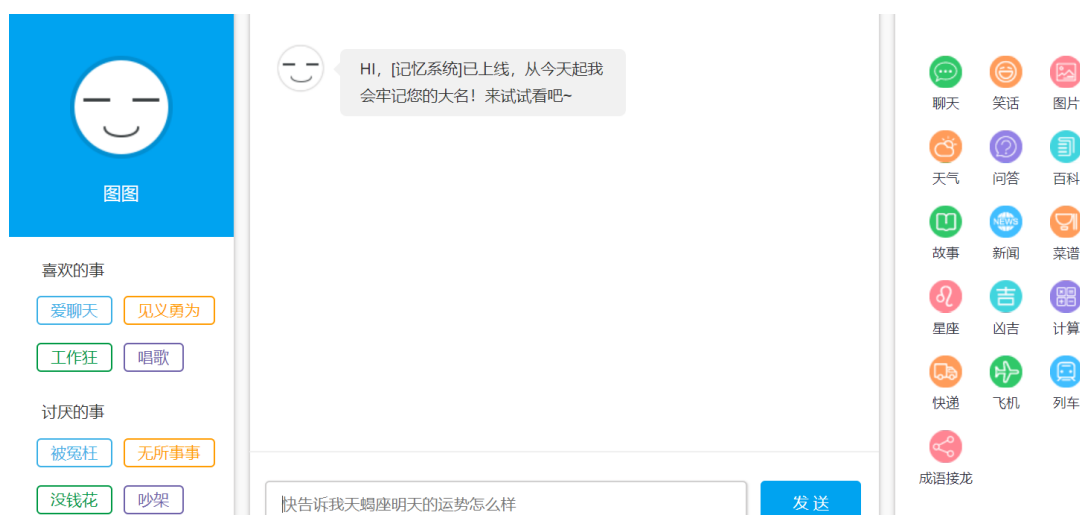 图图
喜欢的事
爱聊天 见义勇为
工作狂 唱歌
讨厌的事
被冤枉 无所事事
没钱花 吵架
HI，[记忆系统]已上线，从今天起我
会牢记您的大名！来试试看吧~
快告诉我天蝎座明天的运势怎么样
发 送
聊天 笑话 图片
天气 问答 百科
NEWS
故事 新闻 菜谱
吉
星座 凶吉 计算
快递 飞机 列车
成语接龙